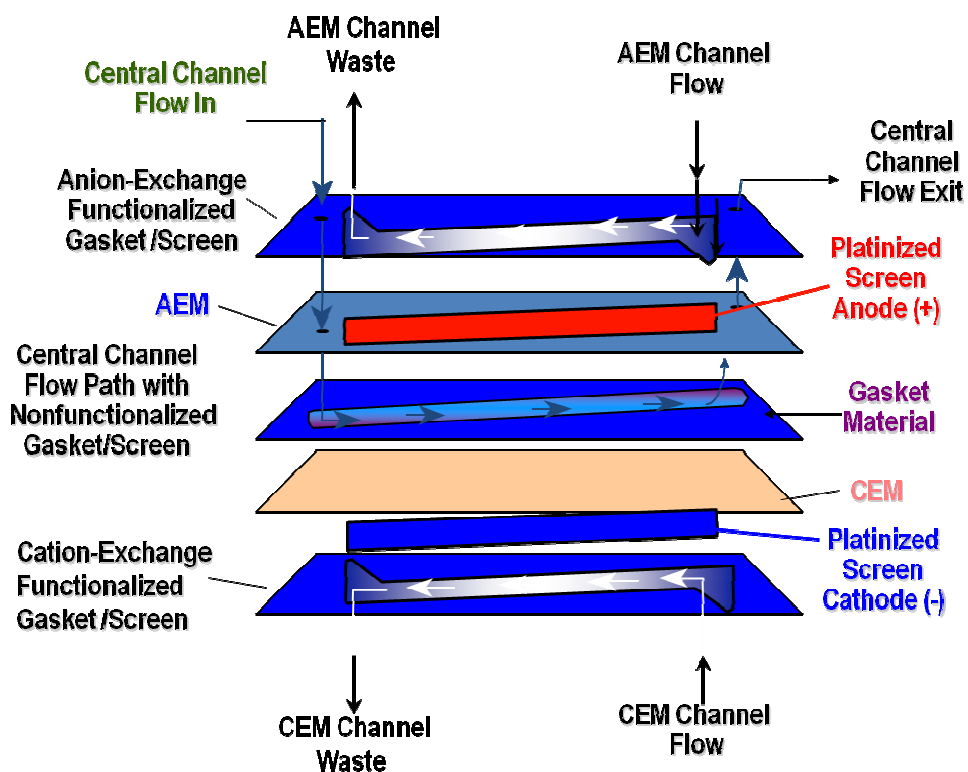 AEM Channel
Waste
AEM Channel
Flow
Central Channel
Flow In
Central
Channel
Flow Exit
Anion-Exchange
Functionalized
Gasket /Screen
Platinized
Screen
Anode (+)
AEM
Central Channel
Flow Path with
Nonfunctionalized
Gasket/Screen
Gasket
Material
CEM
Cation-Exchange
Functionalized
Gasket /Screen
Platinized
Screen
Cathode (-)
CEM Channel
Waste
CEM Channel
Flow